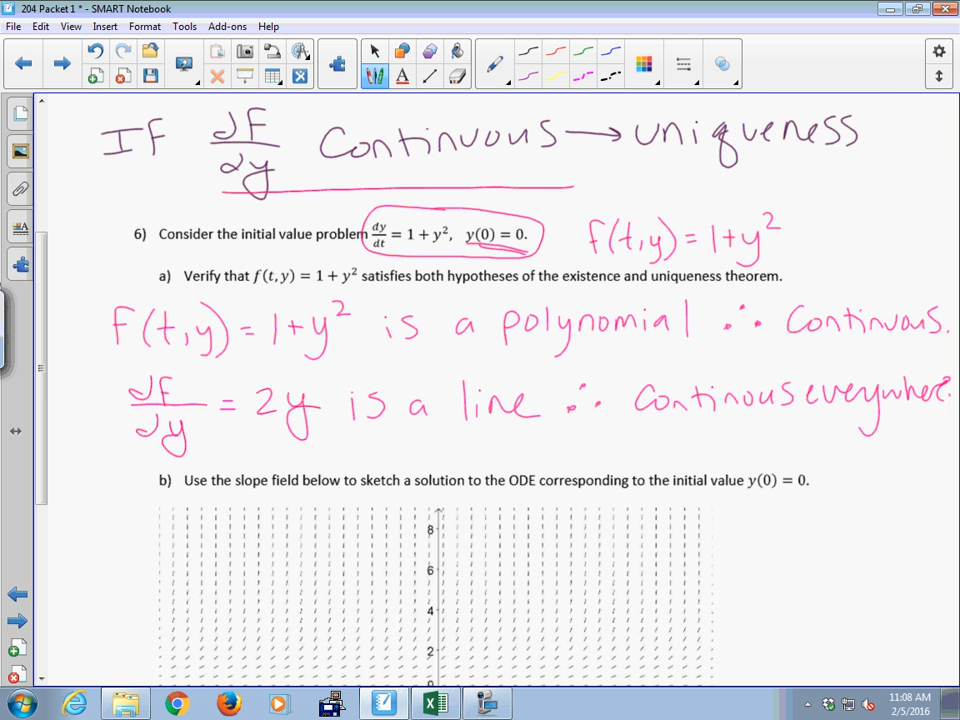 204 Packet 1 * - SMART Notebook
File Edit View Insert Format Tools Add-ons Help
IF ∂F/∂y Continuous → uniqueness
6) Consider the initial value problem dy/dt = 1 + y², y(0) = 0.
f(t,y) = 1+y²
a) Verify that f(t, y) = 1 + y² satisfies both hypotheses of the existence and uniqueness theorem.
F(t,y) = 1+y² is a polynomial ∴ Continuous.
∂F/∂y = 2y is a line ∴ Continous everywhere.
b) Use the slope field below to sketch a solution to the ODE corresponding to the initial value y(0) = 0.
8
6
4
2
0
11:08 AM
2/5/2016